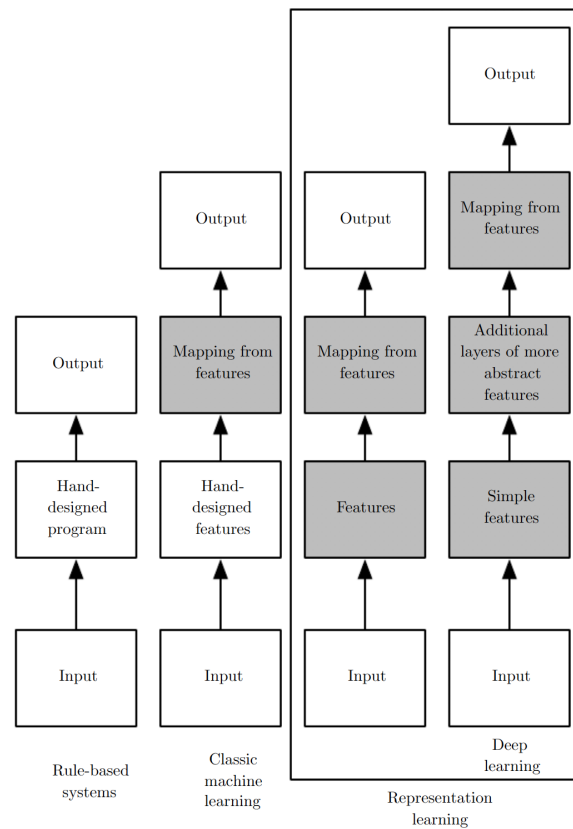 Output
Output
Output
Mapping from
features
Output
Mapping from
features
Mapping from
features
Additional
layers of more
abstract
features
Hand-
designed
program
Hand-
designed
features
Features
Simple
features
Input
Input
Input
Input
Rule-based
systems
Classic
machine
learning
Representation
learning
Deep
learning